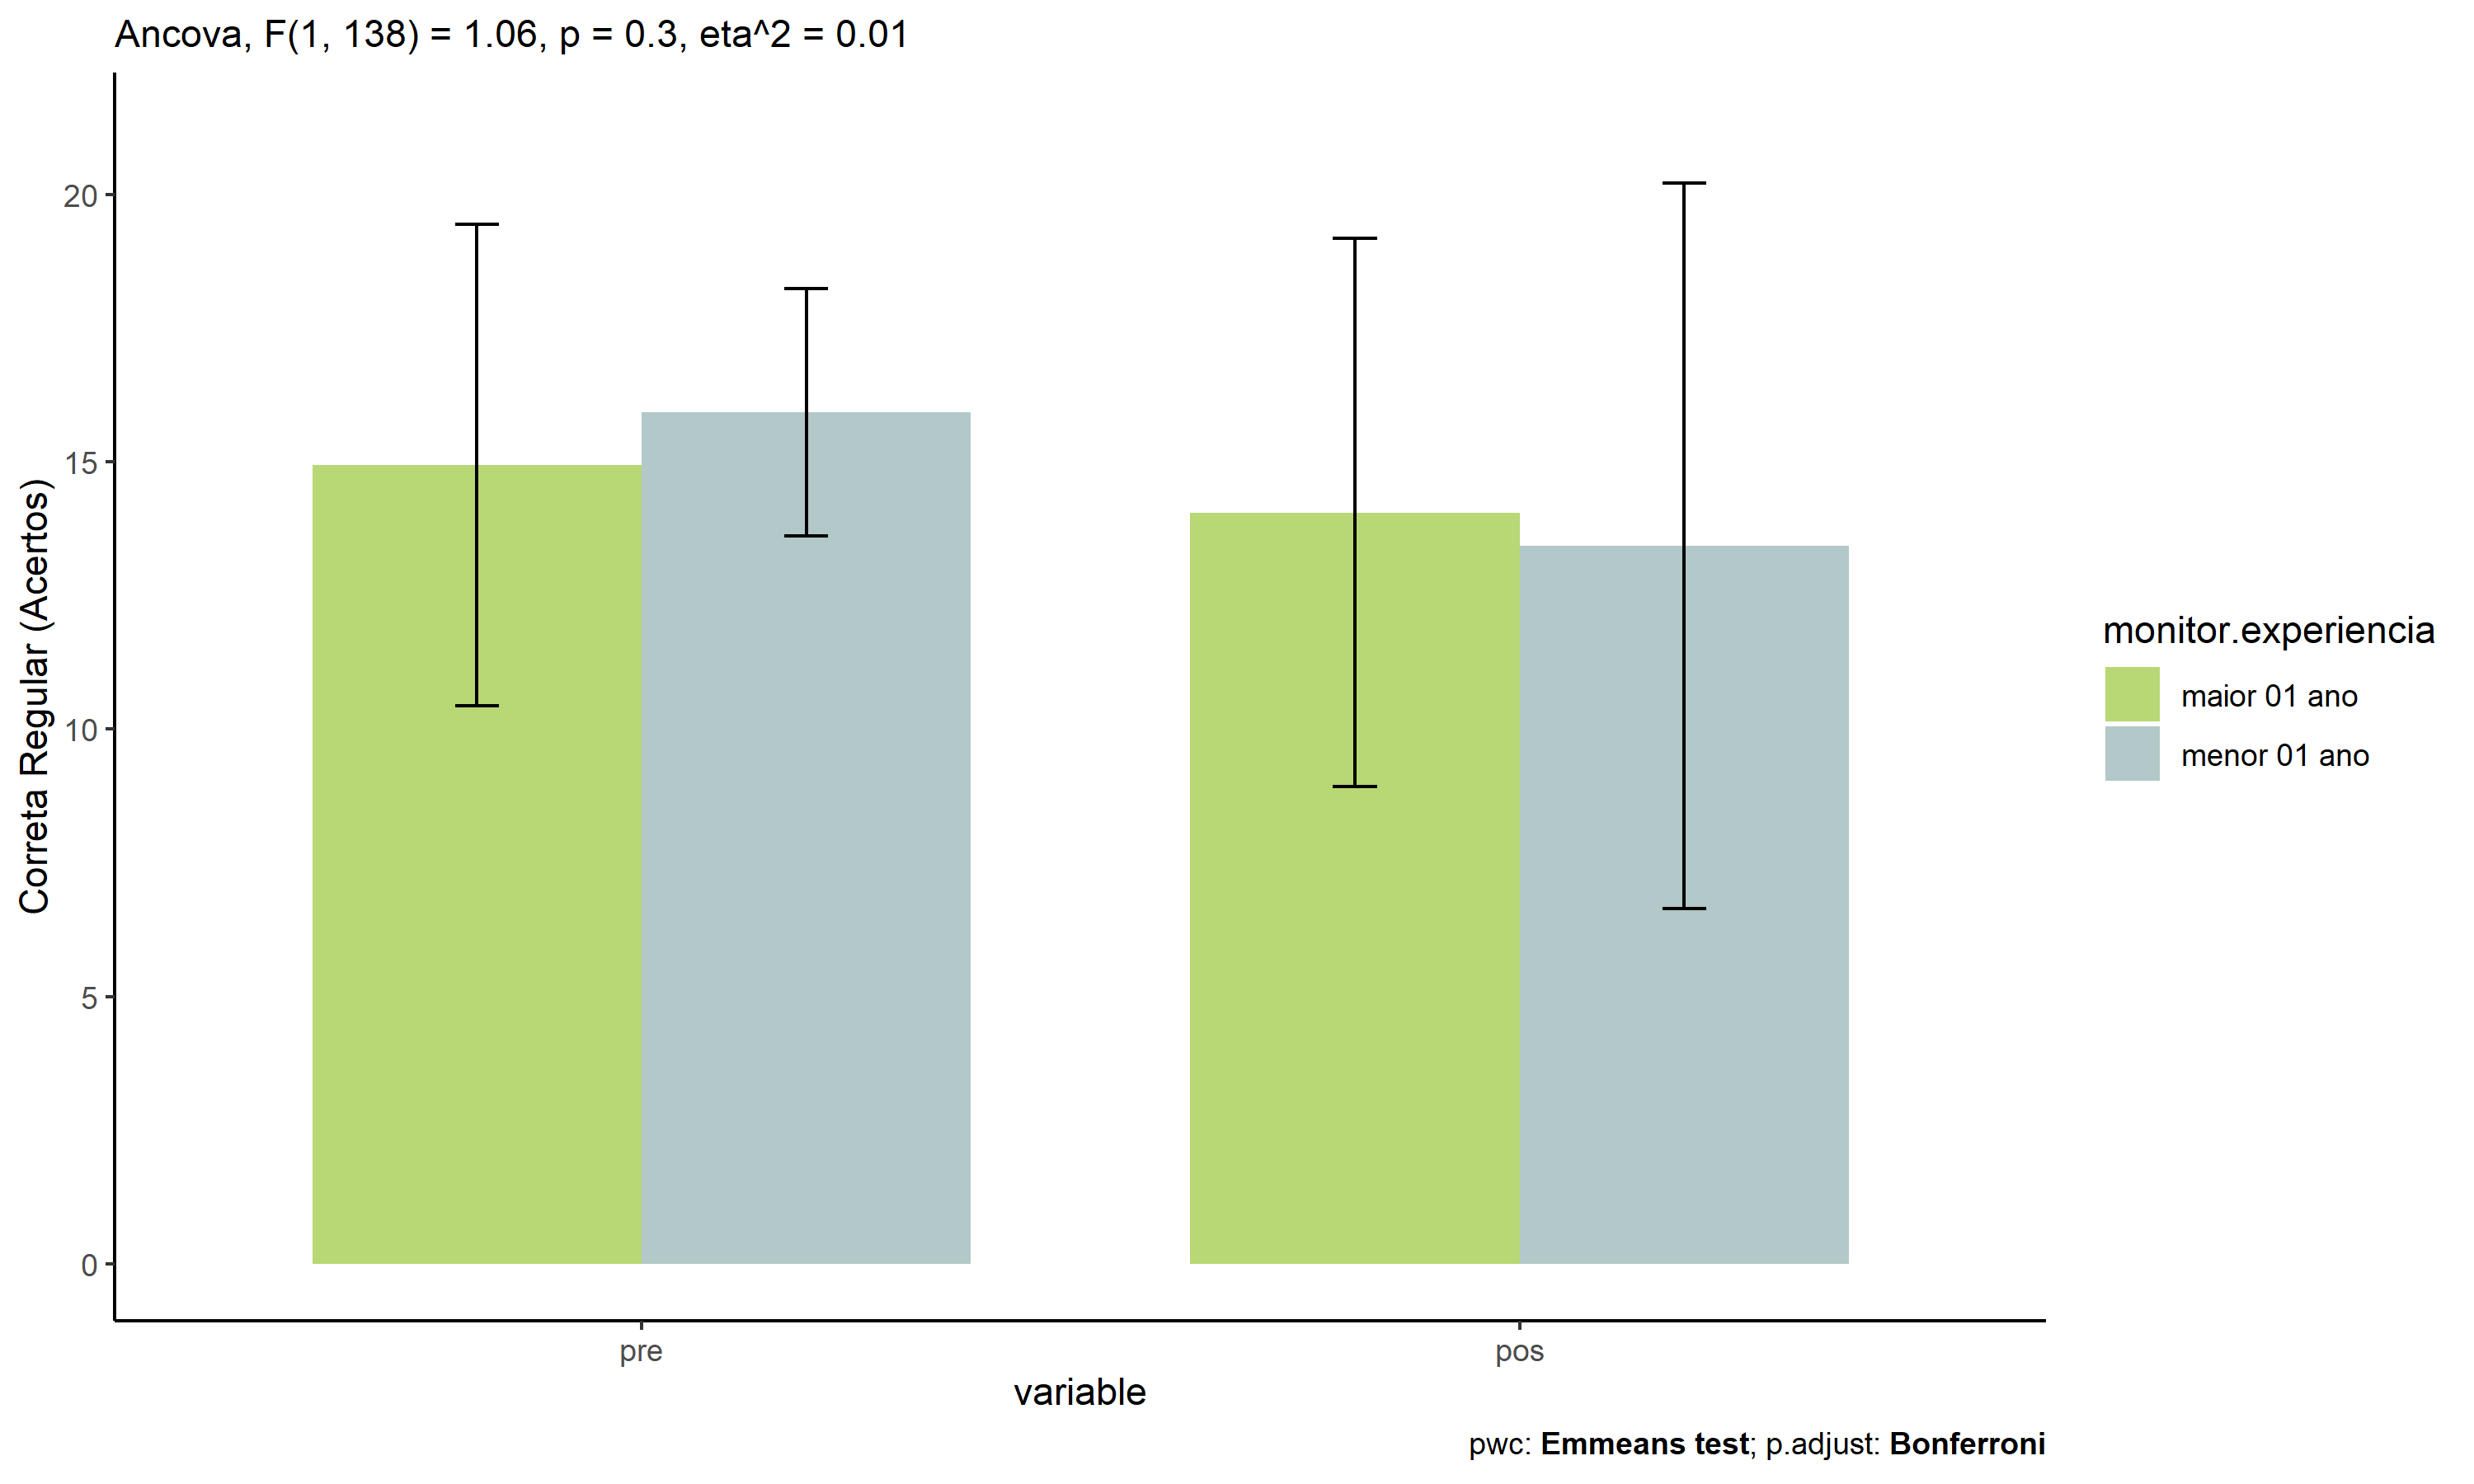 Ancova, F(1, 138) = 1.06, p = 0.3, eta^2 = 0.01
Correta Regular (Acertos)
20
15
10
5
0
pre
pos
variable
monitor.experiencia
maior 01 ano
menor 01 ano
pwc: Emmeans test; p.adjust: Bonferroni